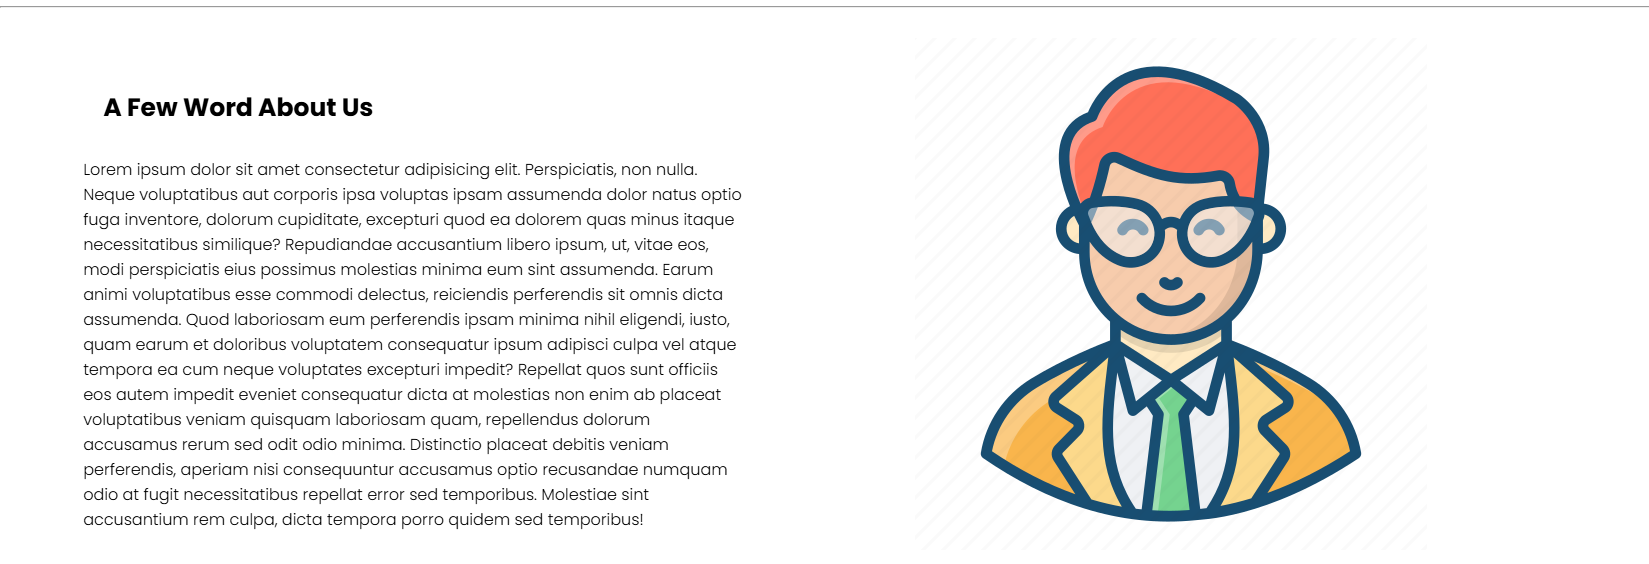 A Few Word About Us
Lorem ipsum dolor sit amet consectetur adipisicing elit. Perspiciatis, non nulla.
Neque voluptatibus aut corporis ipsa voluptas ipsam assumenda dolor natus optio
fuga inventore, dolorum cupiditate, excepturi quod ea dolorem quas minus itaque
necessitatibus similique? Repudiandae accusantium libero ipsum, ut, vitae eos,
modi perspiciatis eius possimus molestias minima eum sint assumenda. Earum
animi voluptatibus esse commodi delectus, reiciendis perferendis sit omnis dicta
assumenda. Quod laboriosam eum perferendis ipsam minima nihil eligendi, iusto,
quam earum et doloribus voluptatem consequatur ipsum adipisci culpa vel atque
tempora ea cum neque voluptates excepturi impedit? Repellat quos sunt officiis
eos autem impedit eveniet consequatur dicta at molestias non enim ab placeat
voluptatibus veniam quisquam laboriosam quam, repellendus dolorum
accusamus rerum sed odit odio minima. Distinctio placeat debitis veniam
perferendis, aperiam nisi consequuntur accusamus optio recusandae numquam
odio at fugit necessitatibus repellat error sed temporibus. Molestiae sint
accusantium rem culpa, dicta tempora porro quidem sed temporibus!